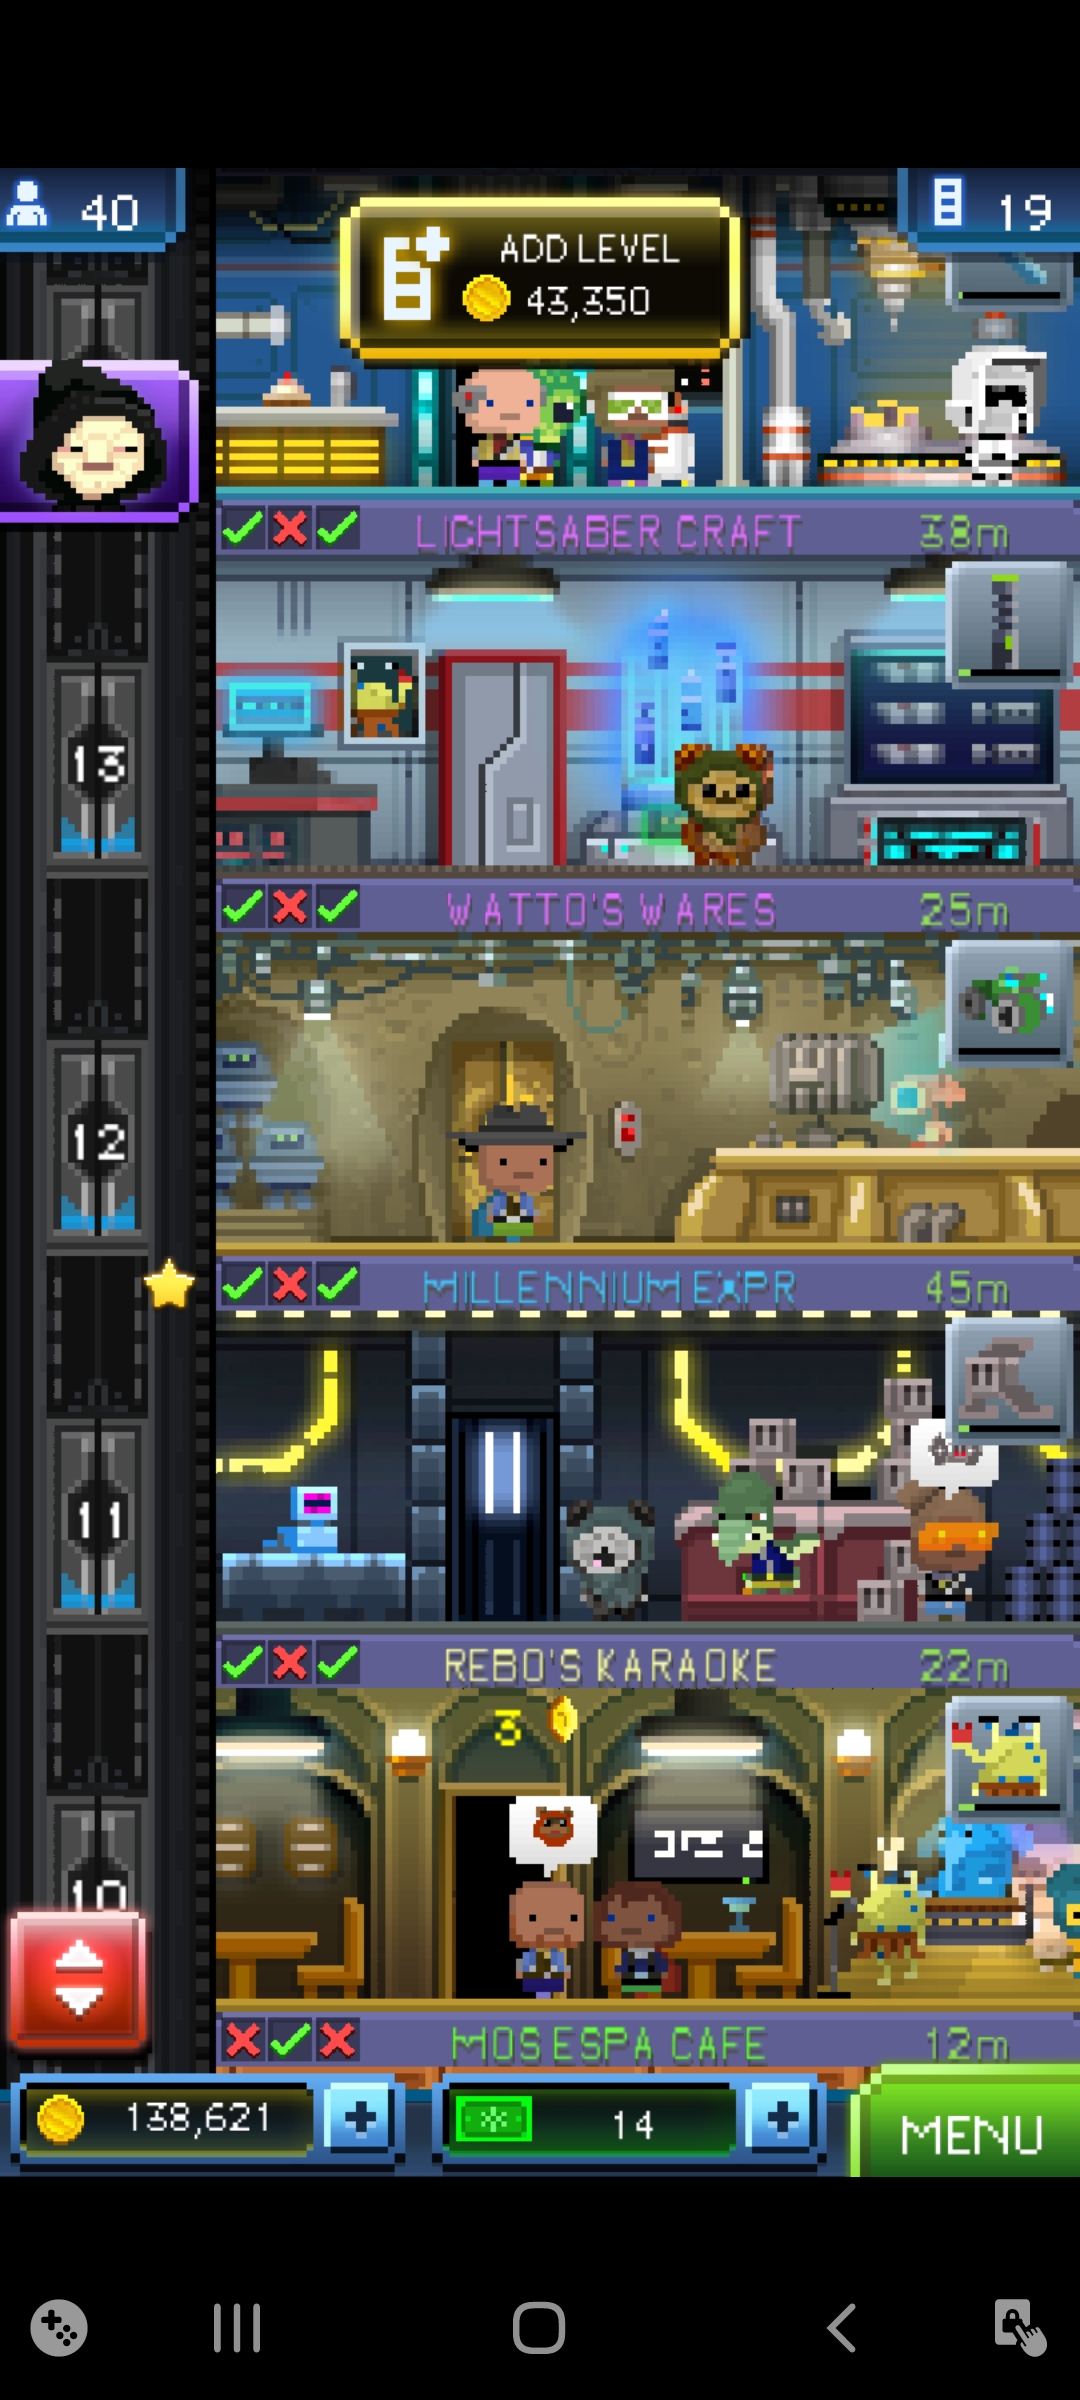 40
ADD LEVEL
43,350
19
LIGHTSABER CRAFT 38m
13
WATTO'S WARES 25m
12
MILLENNIUM EXPR 45m
11
REBO'S KARAOKE 22m
3
10
MOS ESPA CAFE 12m
138,621
14
MENU